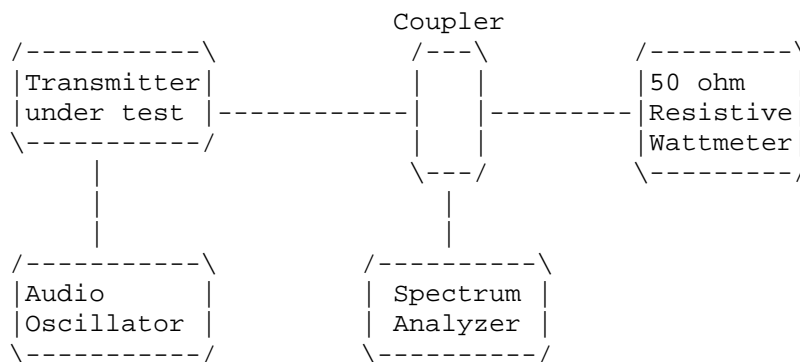 Coupler
Transmitter
under test
50 ohm
Resistive
Wattmeter
Audio
Oscillator
Spectrum
Analyzer